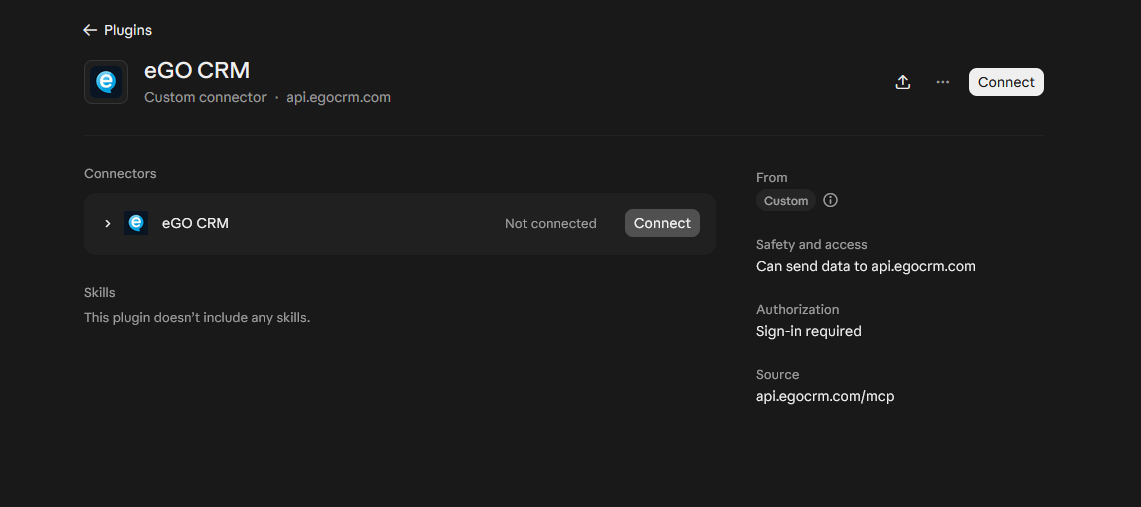 Plugins
eGO CRM
Custom connector · api.egocrm.com
Connect
Connectors
eGO CRM
Not connected
Connect
Skills
This plugin doesn’t include any skills.
From
Custom
Safety and access
Can send data to api.egocrm.com
Authorization
Sign-in required
Source
api.egocrm.com/mcp